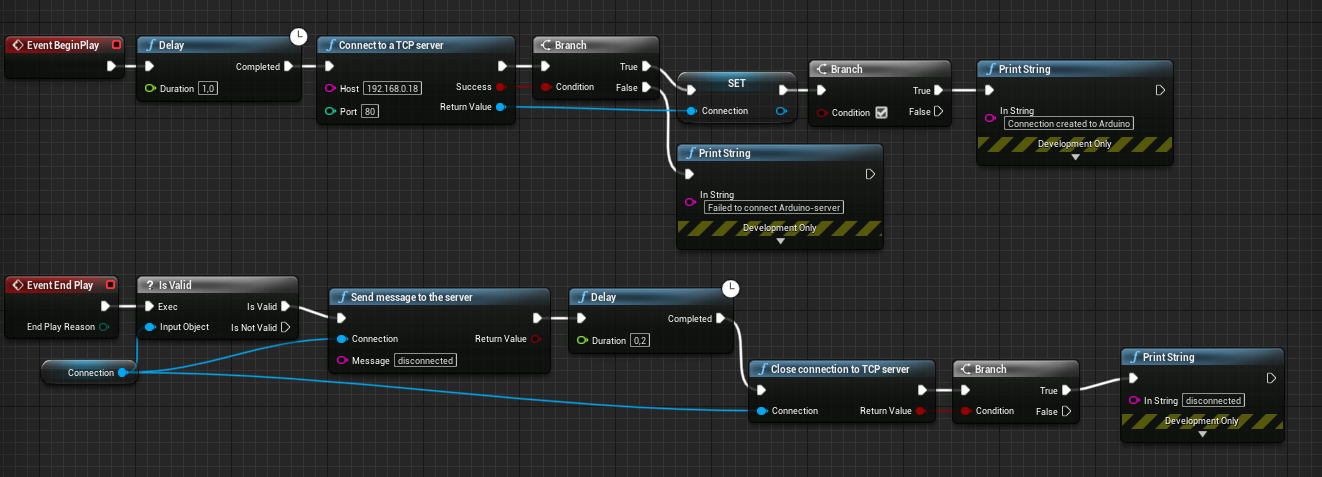 Event BeginPlay
Delay
Completed
Duration 1,0
Connect to a TCP server
Host 192.168.0.18
Success
Port 80
Return Value
Branch
True
Condition
False
SET
Connection
Branch
True
Condition
False
Print String
In String
Connection created to Arduino
Development Only
Print String
In String
Failed to connect Arduino-server
Development Only
Event End Play
End Play Reason
? Is Valid
Exec
Is Valid
Input Object
Is Not Valid
Connection
Send message to the server
Connection
Return Value
Message disconnected
Delay
Completed
Duration 0,2
Close connection to TCP server
Connection
Return Value
Branch
True
Condition
False
Print String
In String disconnected
Development Only